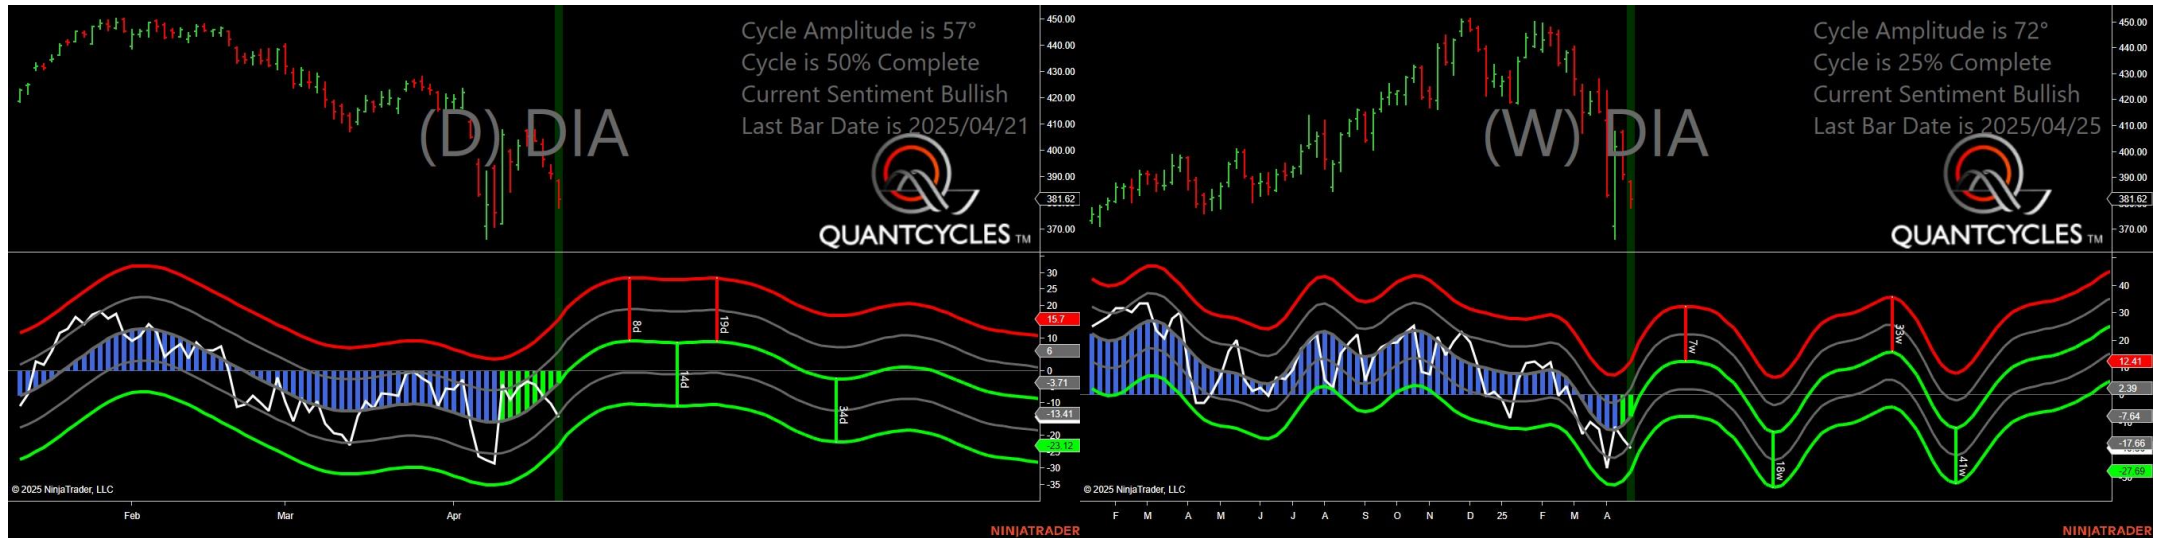 Cycle Amplitude is 57°
Cycle is 50% Complete
Current Sentiment Bullish
Last Bar Date is 2025/04/21
(D) DIA
QUANTCYCLES TM
450.00
440.00
430.00
420.00
410.00
400.00
390.00
381.62
370.00
30
25
20
15.7
10
6
0
-3.71
-10
-13.41
-20
-23.12
-30
-35
8d
14d
19d
34d
© 2025 NinjaTrader, LLC
Feb Mar Apr
NINJATRADER
Cycle Amplitude is 72°
Cycle is 25% Complete
Current Sentiment Bullish
Last Bar Date is 2025/04/25
(W) DIA
QUANTCYCLES TM
450.00
440.00
430.00
420.00
410.00
400.00
390.00
381.62
370.00
40
30
20
12.41
2.39
0
-7.64
-17.66
-27.69
7w
18w
33w
41w
© 2025 NinjaTrader, LLC
F M A M J J A S O N D 25 F M A
NINJATRADER